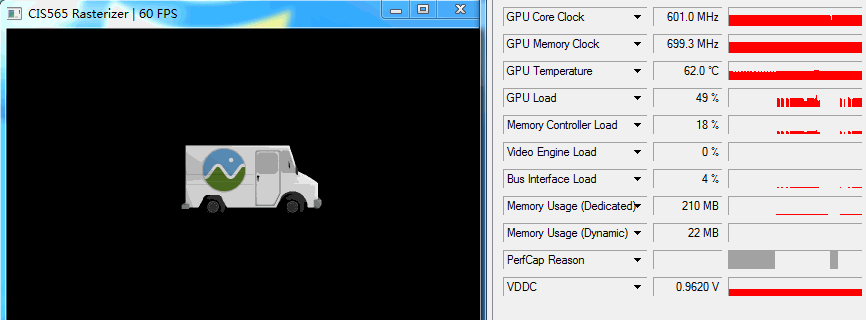 CIS565 Rasterizer | 60 FPS
GPU Core Clock 601.0 MHz
GPU Memory Clock 699.3 MHz
GPU Temperature 62.0 °C
GPU Load 49 %
Memory Controller Load 18 %
Video Engine Load 0 %
Bus Interface Load 4 %
Memory Usage (Dedicated) 210 MB
Memory Usage (Dynamic) 22 MB
PerfCap Reason
VDDC 0.9620 V